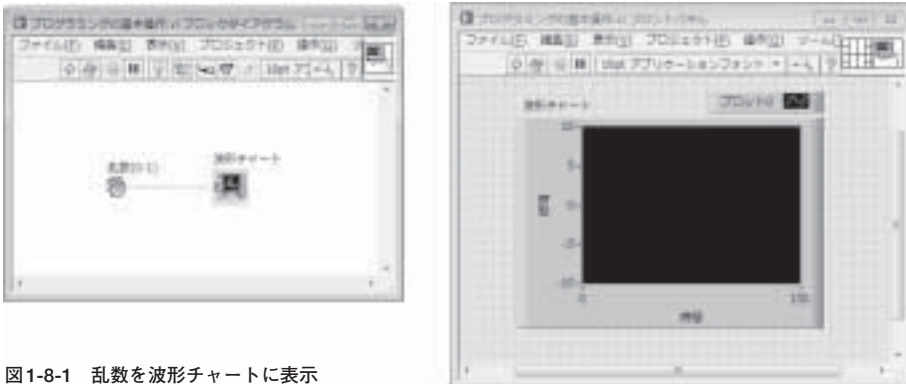 プログラミングの基本操作.vi ブロックダイアグラム
ファイル(F) 編集(E) 表示(V) プロジェクト(P) 操作(O)
乱数(0-1)
波形チャート
プログラミングの基本操作.vi フロントパネル
ファイル(F) 編集(E) 表示(V) プロジェクト(P) 操作(O) ツール
アプリケーションフォント
波形チャート
プロット0
10
5
0
-5
-10
0
時間
図1-8-1 乱数を波形チャートに表示